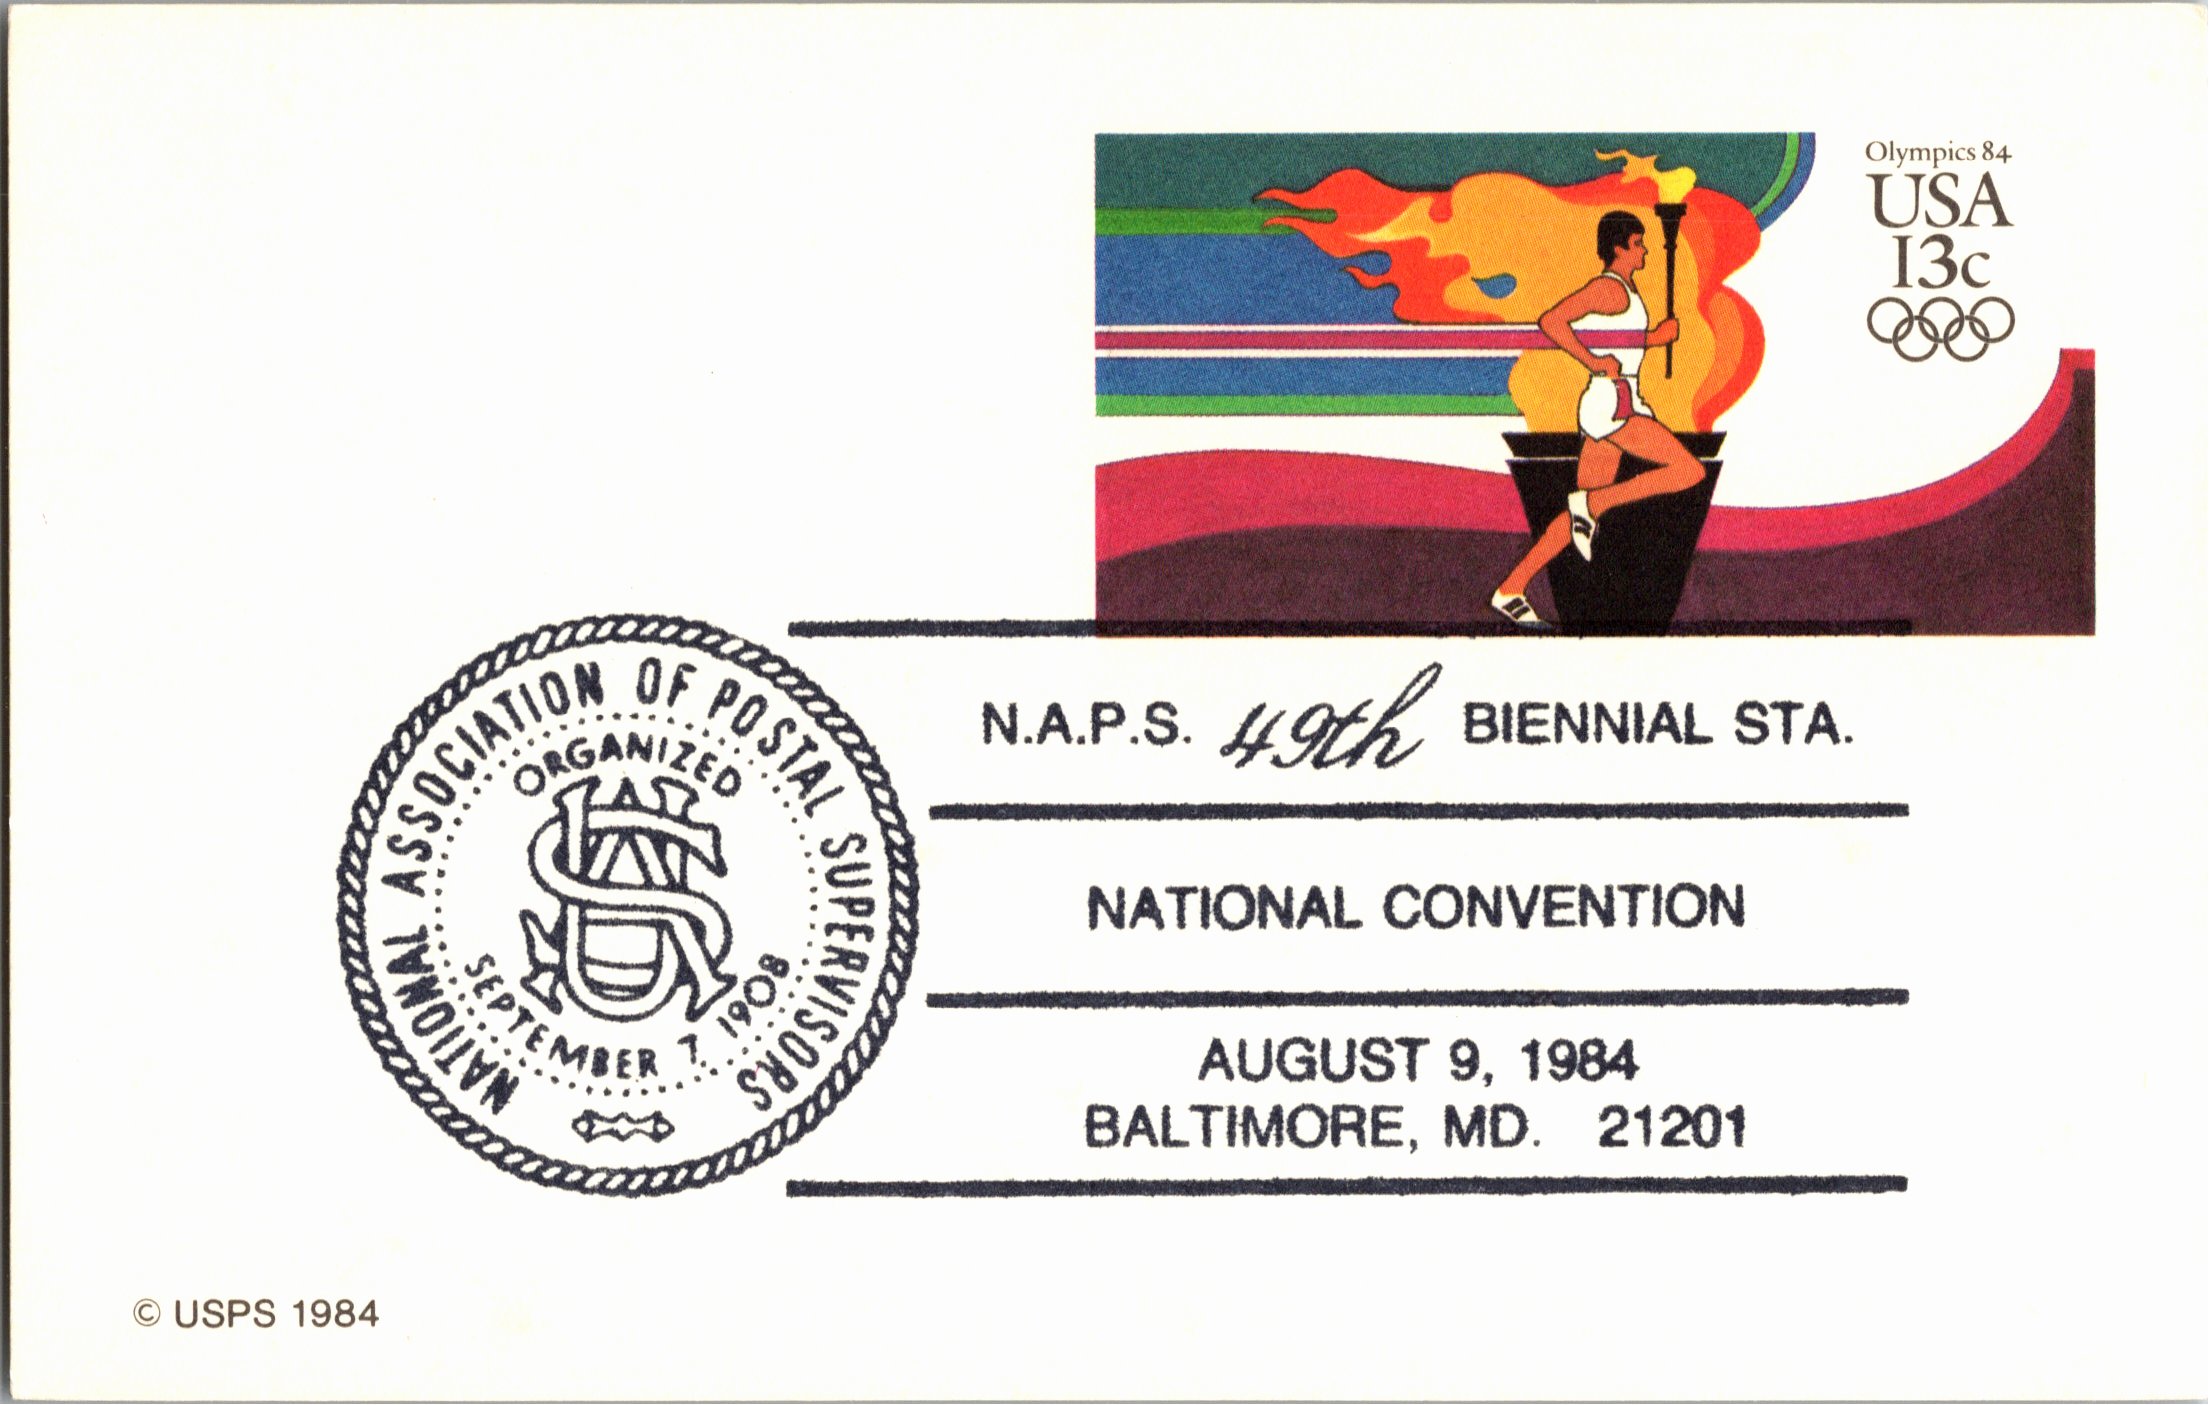 Olympics 84
USA
13c
NATIONAL ASSOCIATION OF POSTAL SUPERVISORS
ORGANIZED
SEPTEMBER 7, 1908
N.A.P.S. 49th BIENNIAL STA.
NATIONAL CONVENTION
AUGUST 9, 1984
BALTIMORE, MD. 21201
© USPS 1984